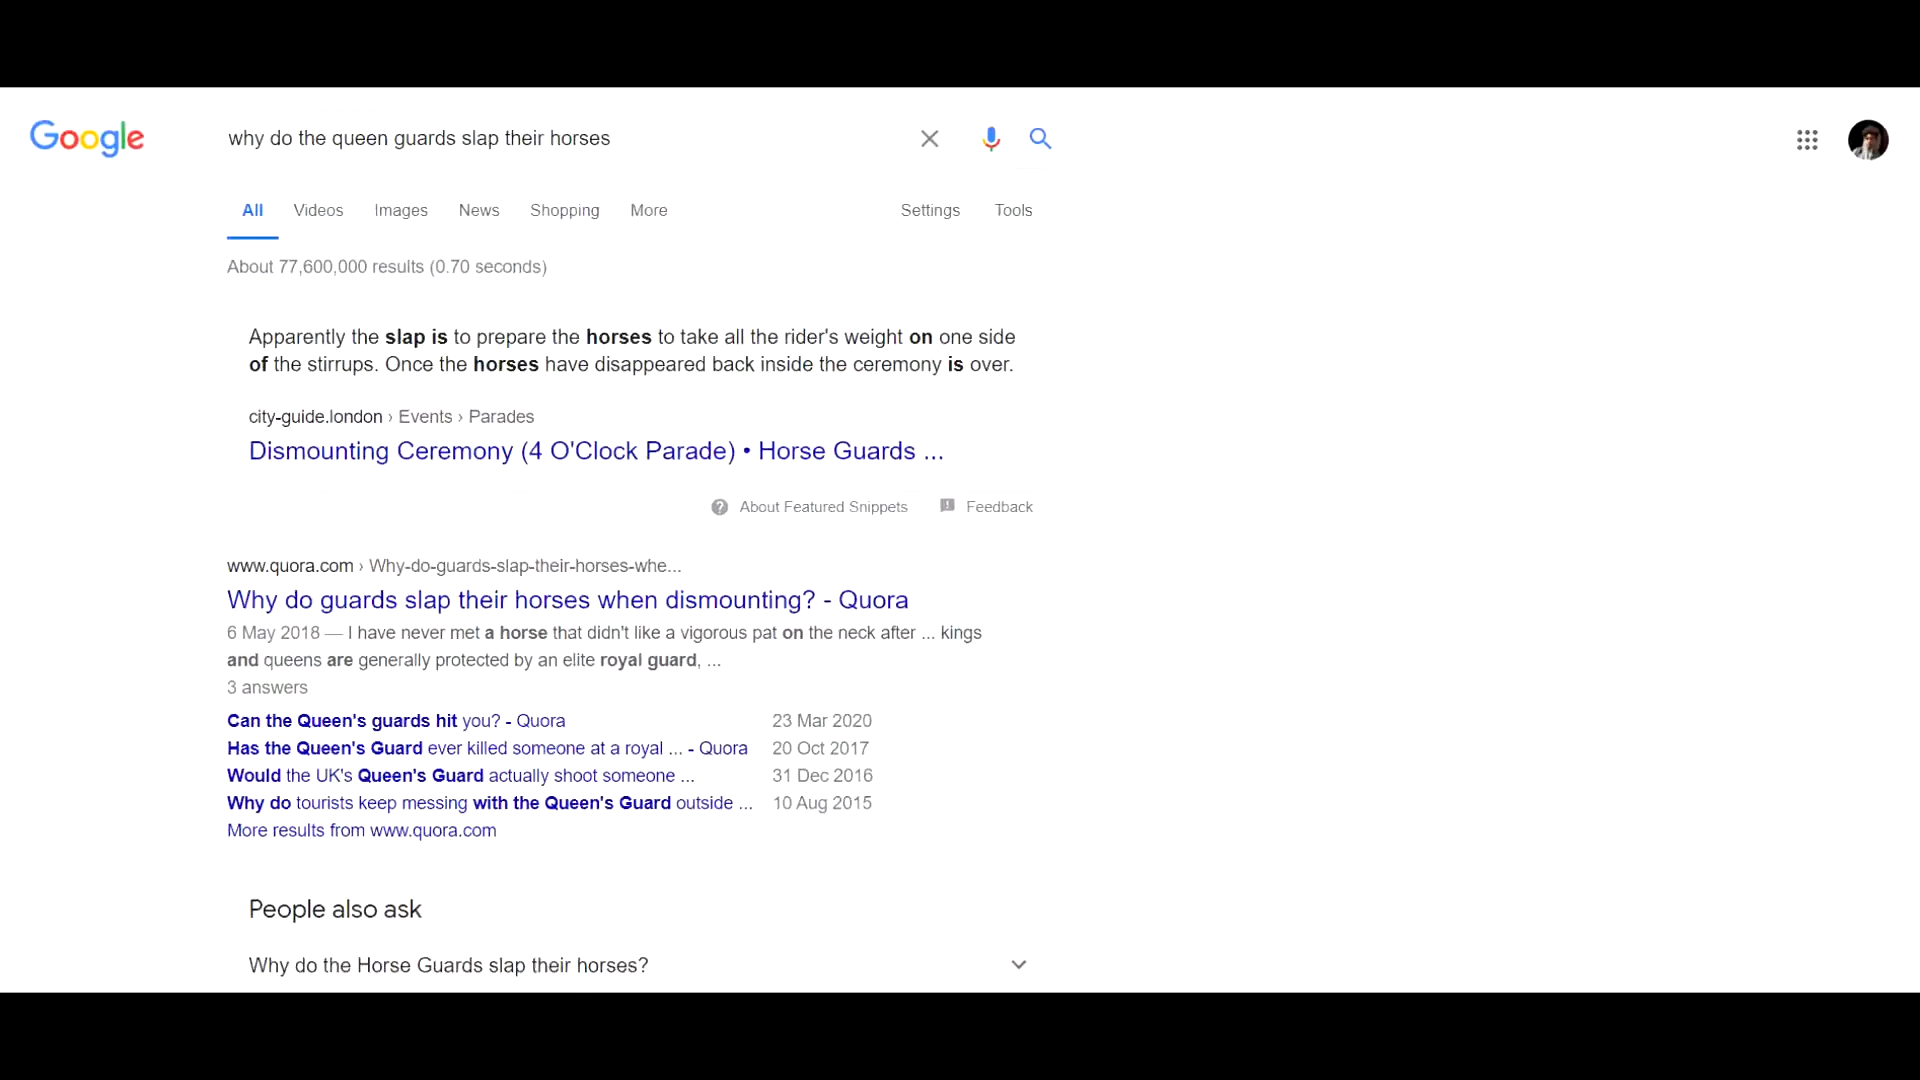 Google
why do the queen guards slap their horses
All Videos Images News Shopping More Settings Tools
About 77,600,000 results (0.70 seconds)
Apparently the slap is to prepare the horses to take all the rider's weight on one side
of the stirrups. Once the horses have disappeared back inside the ceremony is over.
city-guide.london › Events › Parades
Dismounting Ceremony (4 O'Clock Parade) • Horse Guards ...
About Featured Snippets Feedback
www.quora.com › Why-do-guards-slap-their-horses-whe...
Why do guards slap their horses when dismounting? - Quora
6 May 2018 — I have never met a horse that didn't like a vigorous pat on the neck after ... kings
and queens are generally protected by an elite royal guard, ...
3 answers
Can the Queen's guards hit you? - Quora 23 Mar 2020
Has the Queen's Guard ever killed someone at a royal ... - Quora 20 Oct 2017
Would the UK's Queen's Guard actually shoot someone ... 31 Dec 2016
Why do tourists keep messing with the Queen's Guard outside ... 10 Aug 2015
More results from www.quora.com
People also ask
Why do the Horse Guards slap their horses?